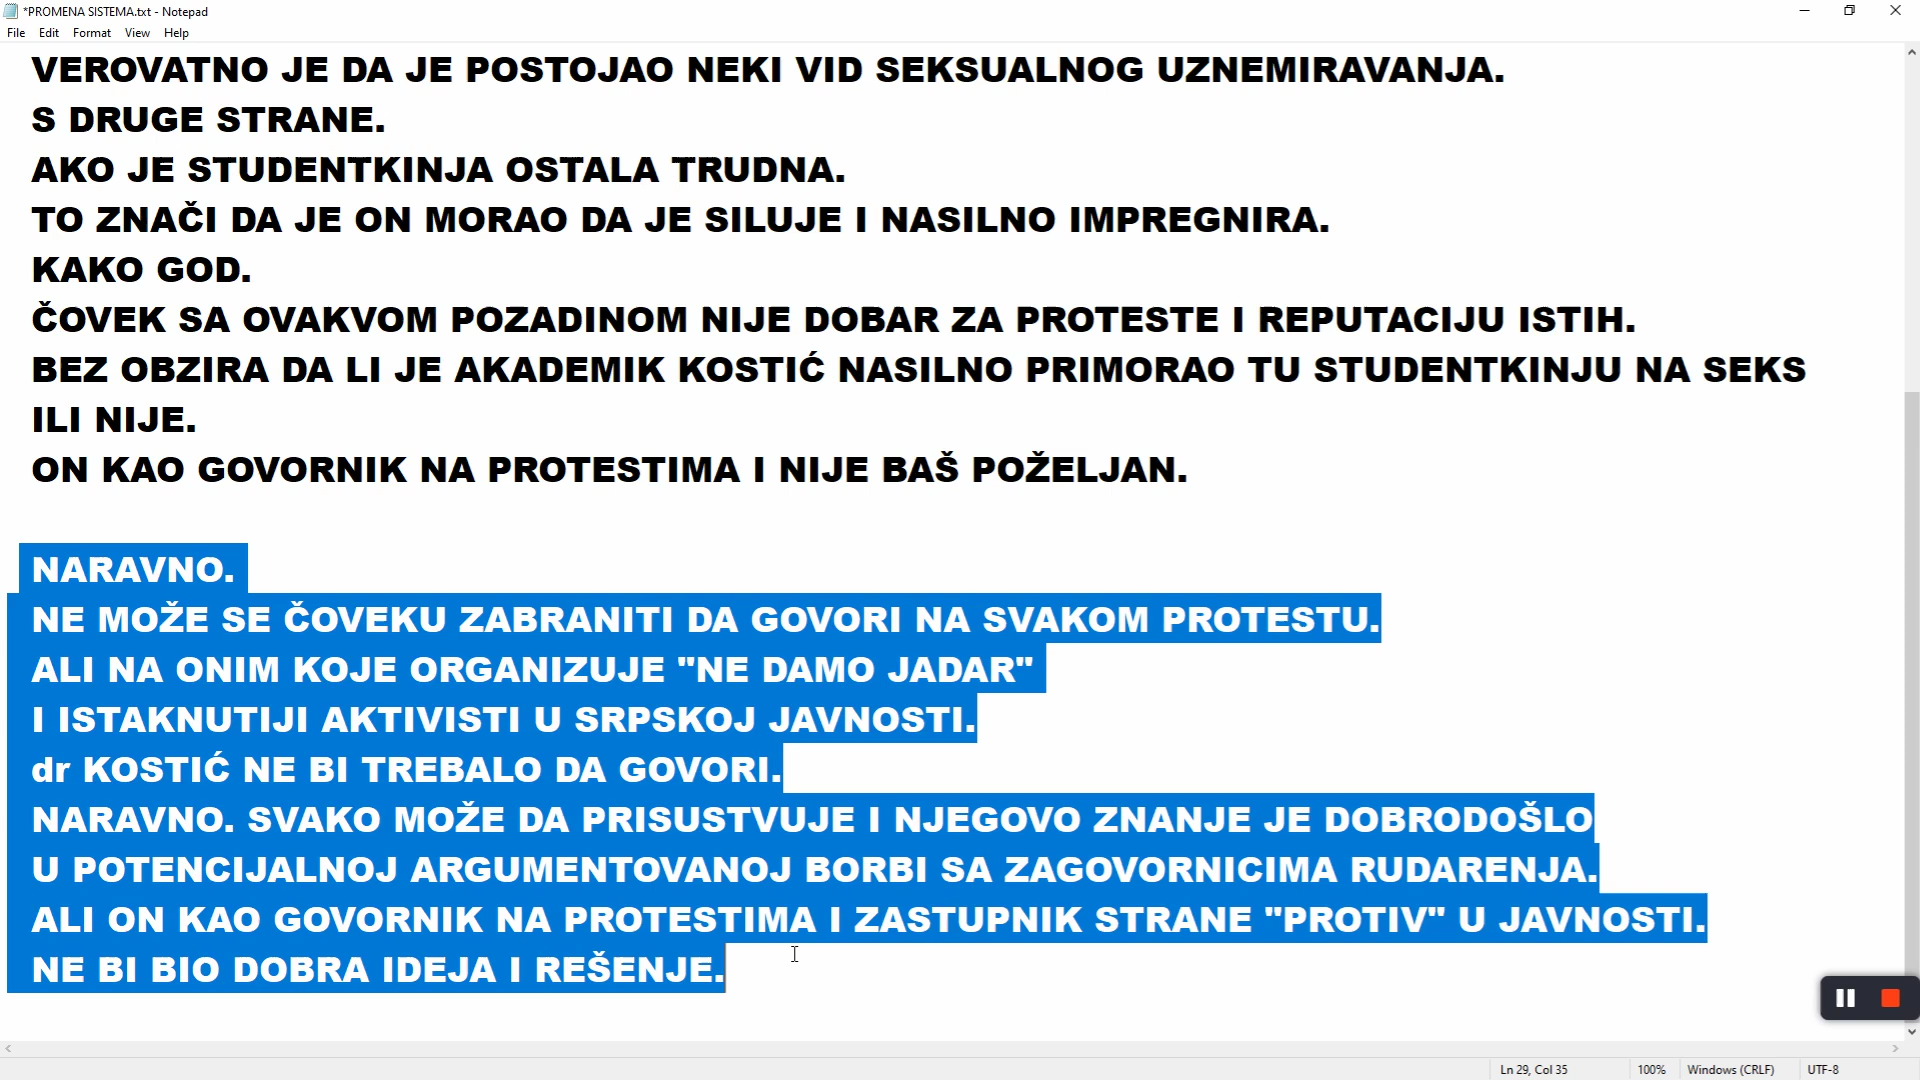 *PROMENA SISTEMA.txt - Notepad
File Edit Format View Help
VEROVATNO JE DA JE POSTOJAO NEKI VID SEKSUALNOG UZNEMIRAVANJA.
S DRUGE STRANE.
AKO JE STUDENTKINJA OSTALA TRUDNA.
TO ZNAČI DA JE ON MORAO DA JE SILUJE I NASILNO IMPREGNIRA.
KAKO GOD.
ČOVEK SA OVAKVOM POZADINOM NIJE DOBAR ZA PROTESTE I REPUTACIJU ISTIH.
BEZ OBZIRA DA LI JE AKADEMIK KOSTIĆ NASILNO PRIMORAO TU STUDENTKINJU NA SEKS
ILI NIJE.
ON KAO GOVORNIK NA PROTESTIMA I NIJE BAŠ POŽELJAN.
NARAVNO.
NE MOŽE SE ČOVEKU ZABRANITI DA GOVORI NA SVAKOM PROTESTU.
ALI NA ONIM KOJE ORGANIZUJE "NE DAMO JADAR"
I ISTAKNUTIJI AKTIVISTI U SRPSKOJ JAVNOSTI.
dr KOSTIĆ NE BI TREBALO DA GOVORI.
NARAVNO. SVAKO MOŽE DA PRISUSTVUJE I NJEGOVO ZNANJE JE DOBRODOŠLO
U POTENCIJALNOJ ARGUMENTOVANOJ BORBI SA ZAGOVORNICIMA RUDARENJA.
ALI ON KAO GOVORNIK NA PROTESTIMA I ZASTUPNIK STRANE "PROTIV" U JAVNOSTI.
NE BI BIO DOBRA IDEJA I REŠENJE.
Ln 29, Col 35 100% Windows (CRLF) UTF-8